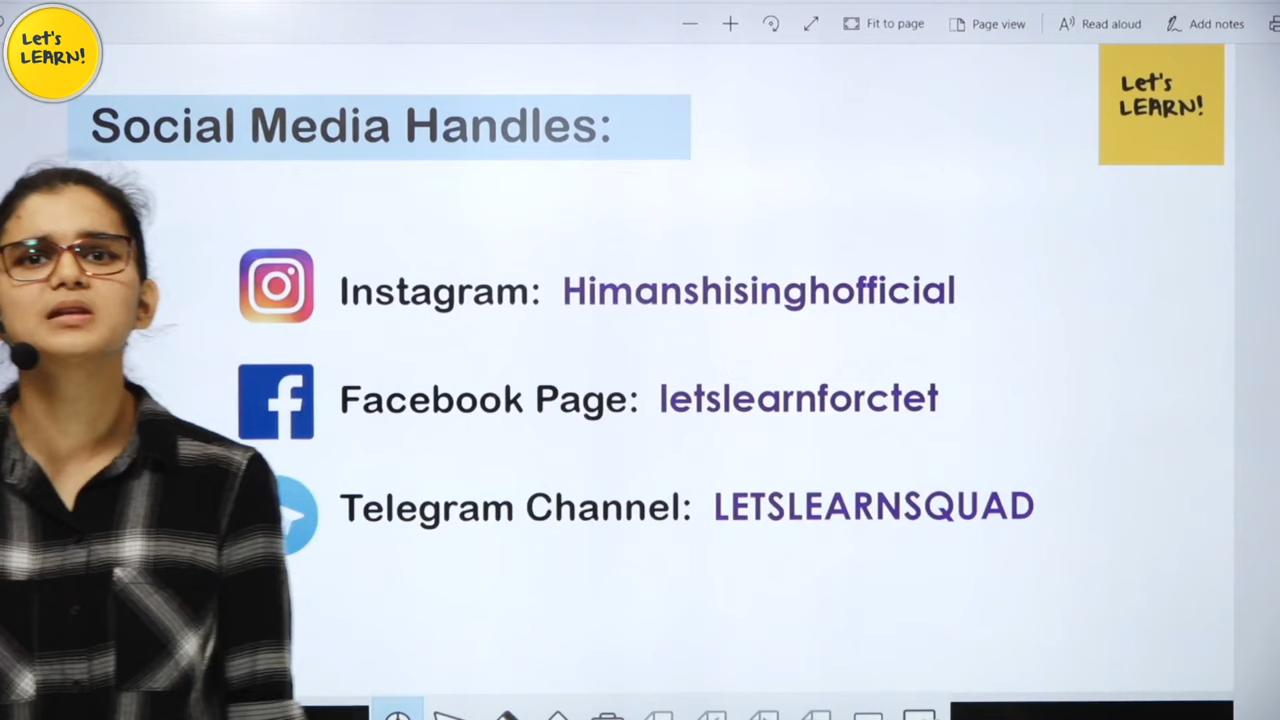 Let's
LEARN!
Fit to page
Page view
Read aloud
Add notes
Let's
LEARN!
Social Media Handles:
Instagram: Himanshisinghofficial
Facebook Page: letslearnforctet
Telegram Channel: LETSLEARNSQUAD